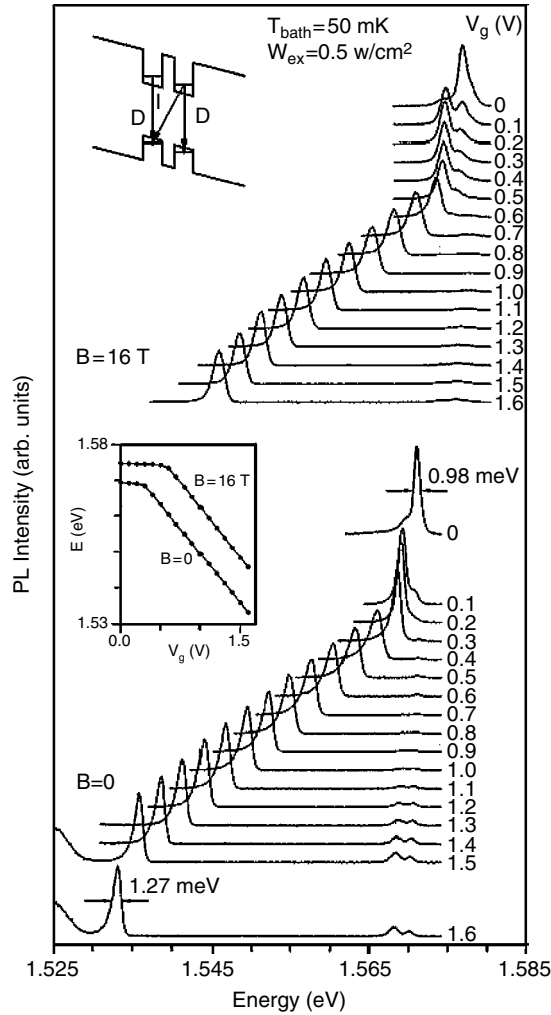 T_bath=50 mK
W_ex=0.5 w/cm²
V_g (V)
D
I
D
0
0.1
0.2
0.3
0.4
0.5
0.6
0.7
0.8
0.9
1.0
1.1
1.2
1.3
1.4
1.5
1.6
B=16 T
PL Intensity (arb. units)
1.58
E (eV)
1.53
B=16 T
B=0
0.0
1.5
V_g (V)
0.98 meV
0
0.1
0.2
0.3
0.4
0.5
0.6
0.7
0.8
0.9
1.0
1.1
1.2
1.3
1.4
1.5
B=0
1.27 meV
1.6
1.525
1.545
1.565
1.585
Energy (eV)